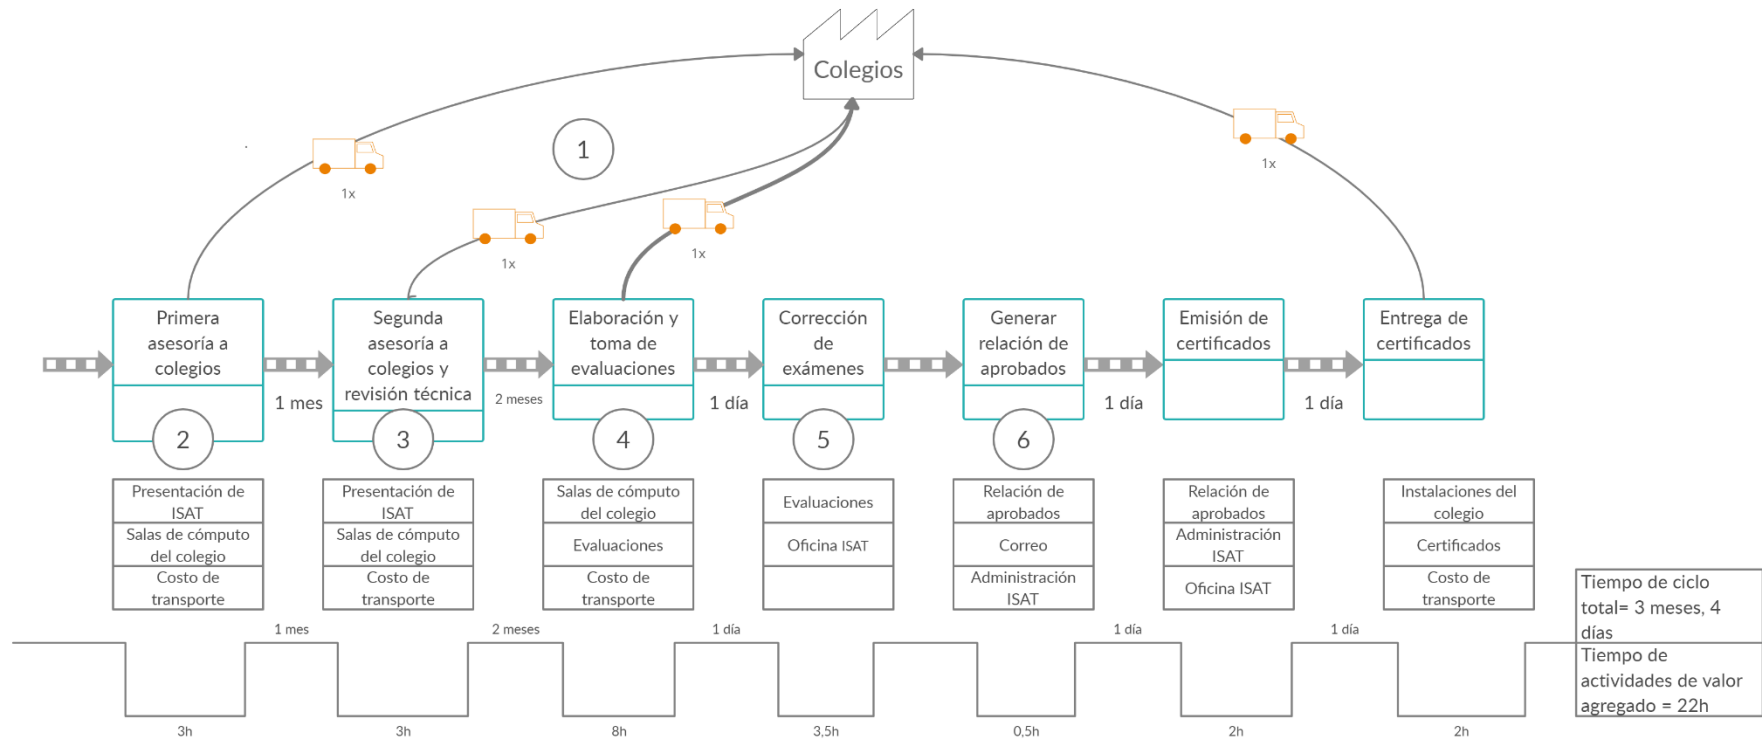 Colegios
1
1x
1x
1x
1x
Primera
asesoría a
colegios
Segunda
asesoría a
colegios y
revisión técnica
Elaboración y
toma de
evaluaciones
Corrección
de
exámenes
Generar
relación de
aprobados
Emisión de
certificados
Entrega de
certificados
1 mes
2 meses
1 día
1 día
1 día
2
3
4
5
6
Presentación de
ISAT
Salas de cómputo
del colegio
Costo de
transporte
Presentación de
ISAT
Salas de cómputo
del colegio
Costo de
transporte
Salas de cómputo
del colegio
Evaluaciones
Costo de
transporte
Evaluaciones
Oficina ISAT
Relación de
aprobados
Correo
Administración
ISAT
Relación de
aprobados
Administración
ISAT
Oficina ISAT
Instalaciones del
colegio
Certificados
Costo de
transporte
1 mes
2 meses
1 día
1 día
1 día
3h
3h
8h
3,5h
0,5h
2h
2h
Tiempo de ciclo
total= 3 meses, 4
días
Tiempo de
actividades de valor
agregado = 22h